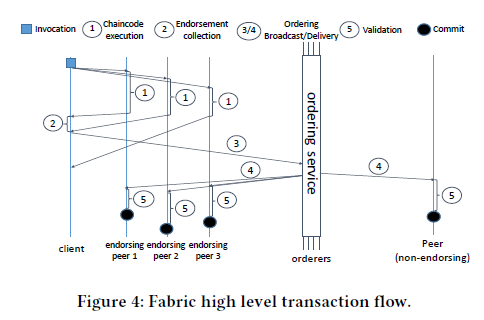 Invocation
1
Chaincode
execution
2
Endorsement
collection
3/4
Ordering
Broadcast/Delivery
5
Validation
Commit
1
1
1
2
3
4
4
5
5
5
5
ordering service
client
endorsing
peer 1
endorsing
peer 2
endorsing
peer 3
orderers
Peer
(non-endorsing)
Figure 4: Fabric high level transaction flow.